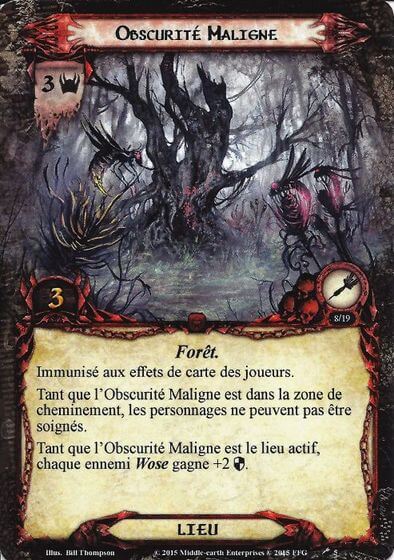 OBSCURITÉ MALIGNE
3
3
8/19
Forêt.
Immunisé aux effets de carte des joueurs.
Tant que l'Obscurité Maligne est dans la zone de
cheminement, les personnages ne peuvent pas être
soignés.
Tant que l'Obscurité Maligne est le lieu actif,
chaque ennemi Wose gagne +2 .
LIEU
Illus. Bill Thompson
© 2015 Middle-earth Enterprises © 2015 FFG